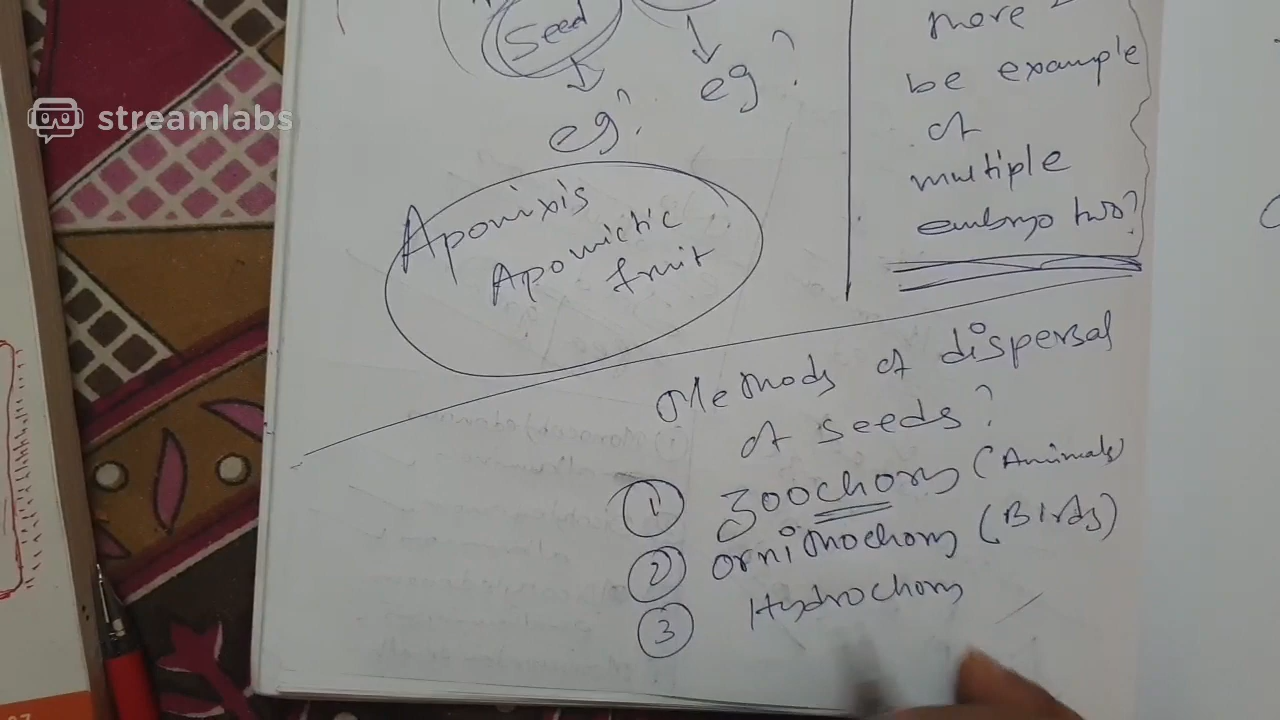 streamlabs
Seed
eg?
eg?
Apomixis
Apomictic
fruit
more
be example
of
multiple
embryo two?
Methods of dispersal
of seeds?
1 Zoochory (Animals)
2 ornithochory (Birds)
3 Hydrochory